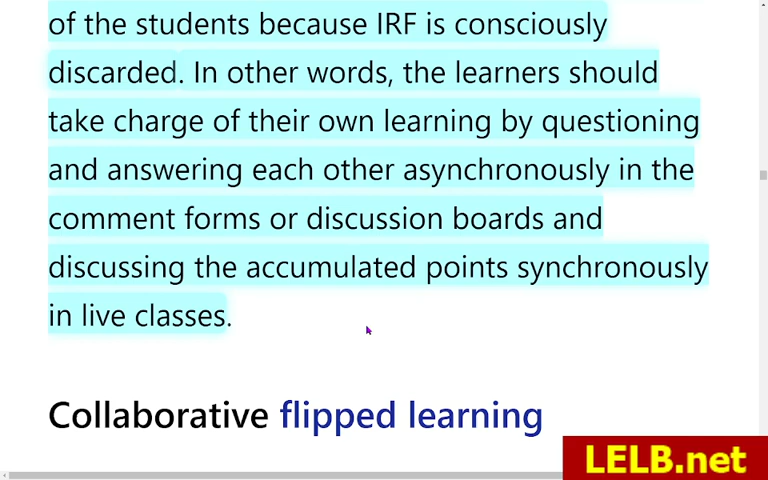 of the students because IRF is consciously
discarded. In other words, the learners should
take charge of their own learning by questioning
and answering each other asynchronously in the
comment forms or discussion boards and
discussing the accumulated points synchronously
in live classes.
Collaborative flipped learning
LELB.net